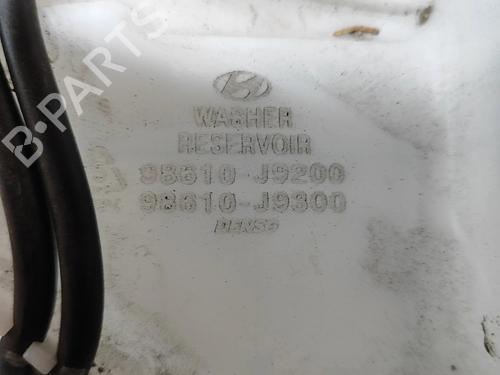 WASHER
RESERVOIR
98610-J9200
98610-J9300
DENSO
B-PARTS